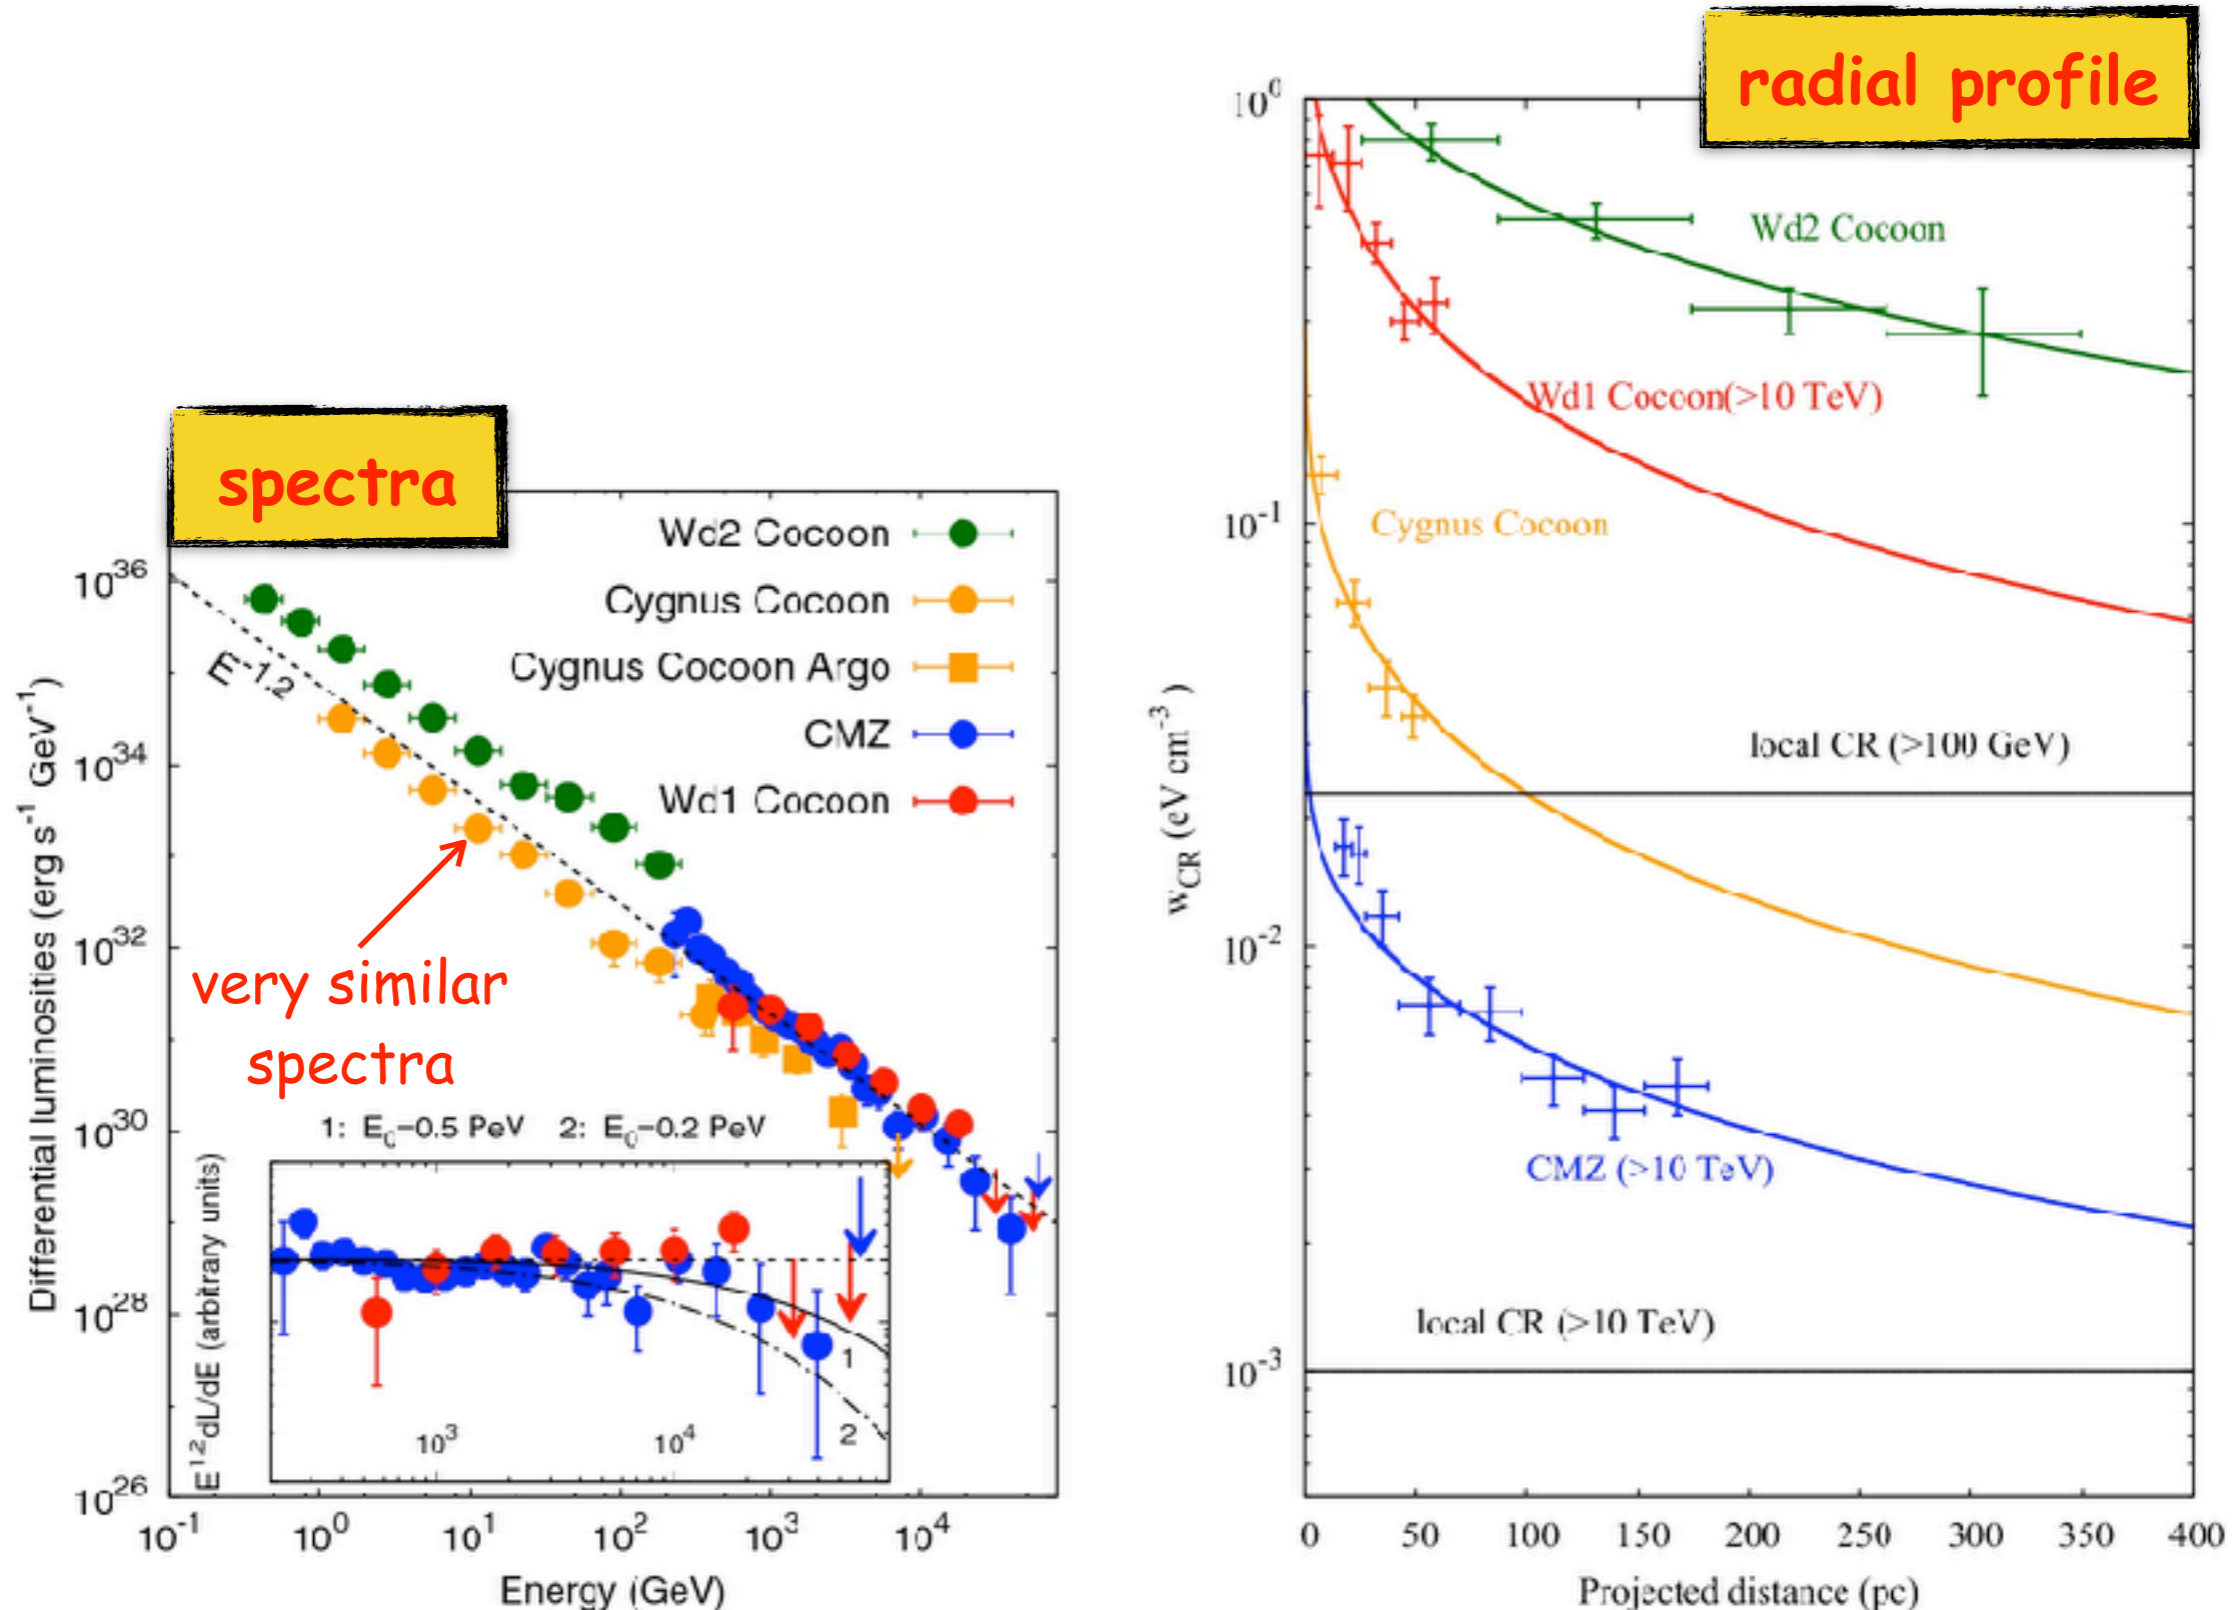 radial profile
spectra
Wd2 Cocoon
Cygnus Cocoon
Cygnus Cocoon Argo
CMZ
Wd1 Cocoon
E^-1.2
very similar
spectra
1: E_0-0.5 PeV 2: E_0-0.2 PeV
10^36
10^34
10^32
10^30
10^28
10^26
Differential luminosities (erg s^-1 GeV^-1)
E^1.2 dL/dE (arbitrary units)
1
2
10^3 10^4
10^-1 10^0 10^1 10^2 10^3 10^4
Energy (GeV)
10^0
10^-1
10^-2
10^-3
w_CR (eV cm^-3)
Wd2 Cocoon
Wd1 Cocoon(>10 TeV)
Cygnus Cocoon
local CR (>100 GeV)
CMZ (>10 TeV)
local CR (>10 TeV)
0 50 100 150 200 250 300 350 400
Projected distance (pc)